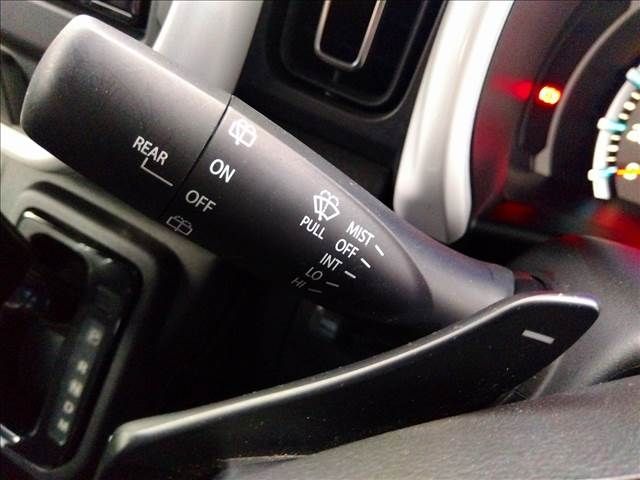 REAR
ON
OFF
PULL
MIST
OFF
INT
LO
HI